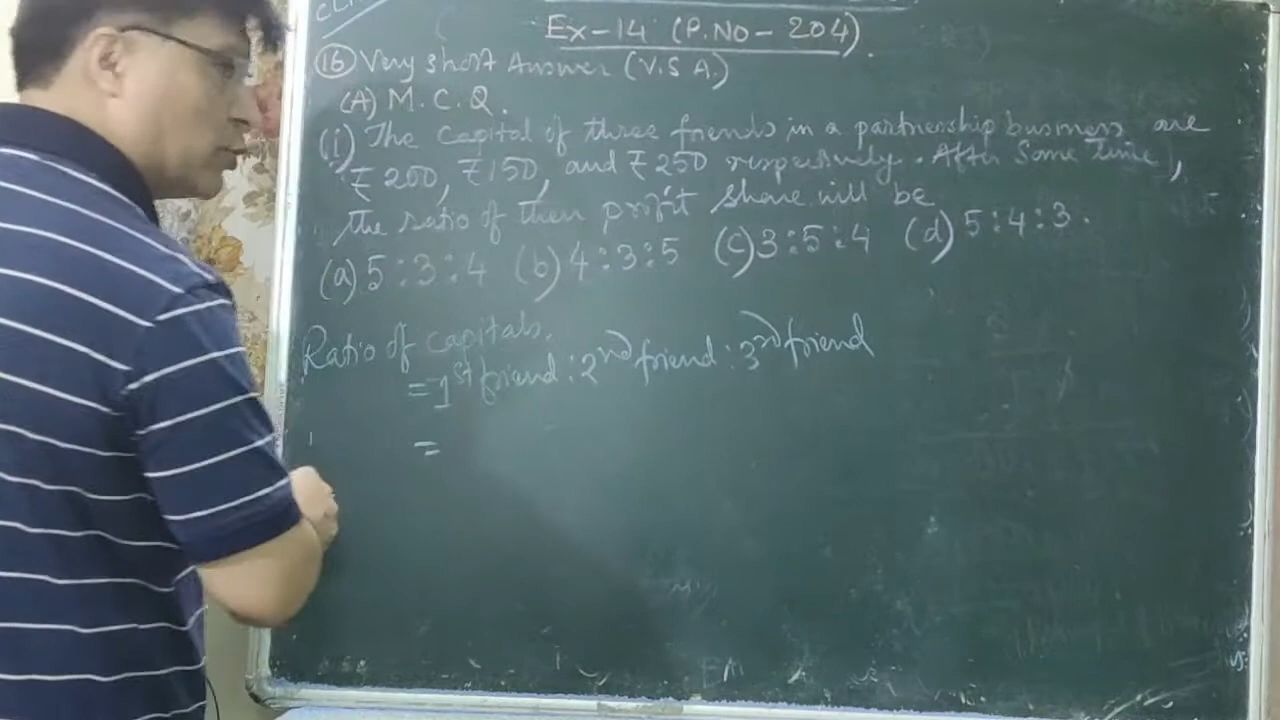 Ex-14 (P.NO - 204).
(16) Very short Answer (V.S A.)
(A) M.C.Q.
(i) The capital of three friends in a partnership business are
₹ 200, ₹150, and ₹250 respectively. After Some time,
the ratio of their profit share will be
(a) 5:3:4 (b) 4:3:5 (c) 3:5:4 (d) 5:4:3.
Ratio of capitals.
=1st friend : 2nd friend : 3rd friend
=